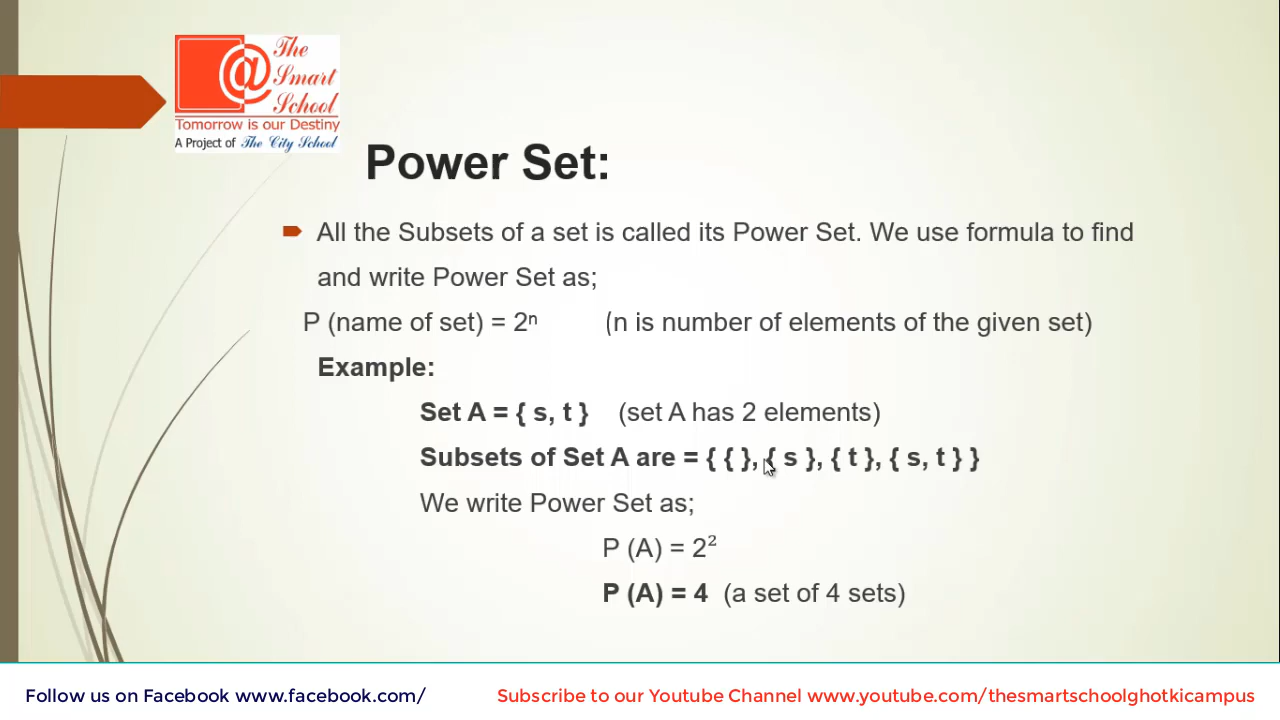 The
Smart
School
Tomorrow is our Destiny
A Project of The City School
Power Set:
All the Subsets of a set is called its Power Set. We use formula to find
and write Power Set as;
P (name of set) = 2ⁿ (n is number of elements of the given set)
Example:
Set A = { s, t } (set A has 2 elements)
Subsets of Set A are = { { }, { s }, { t }, { s, t } }
We write Power Set as;
P (A) = 2²
P (A) = 4 (a set of 4 sets)
Follow us on Facebook www.facebook.com/ Subscribe to our Youtube Channel www.youtube.com/thesmartschoolghotkicampus